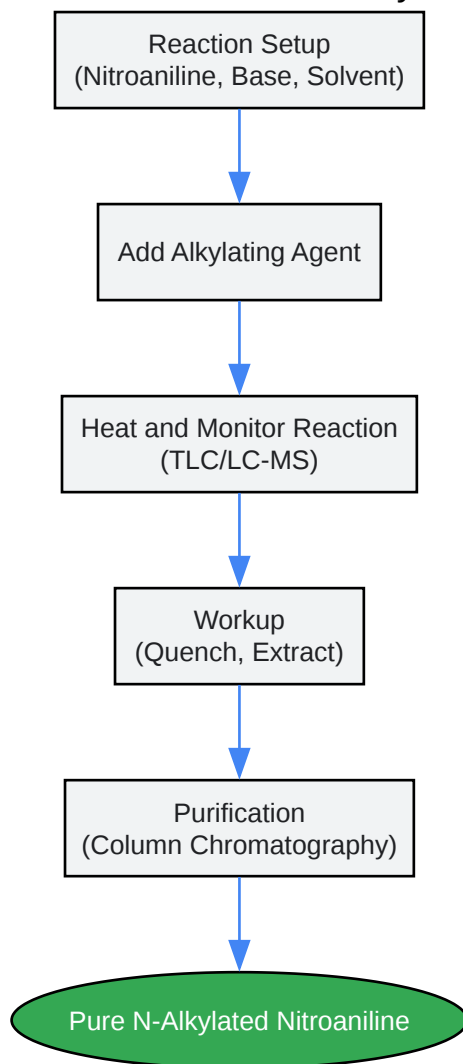 Reaction Setup
(Nitroaniline, Base, Solvent)
Add Alkylating Agent
Heat and Monitor Reaction
(TLC/LC-MS)
Workup
(Quench, Extract)
Purification
(Column Chromatography)
Pure N-Alkylated Nitroaniline